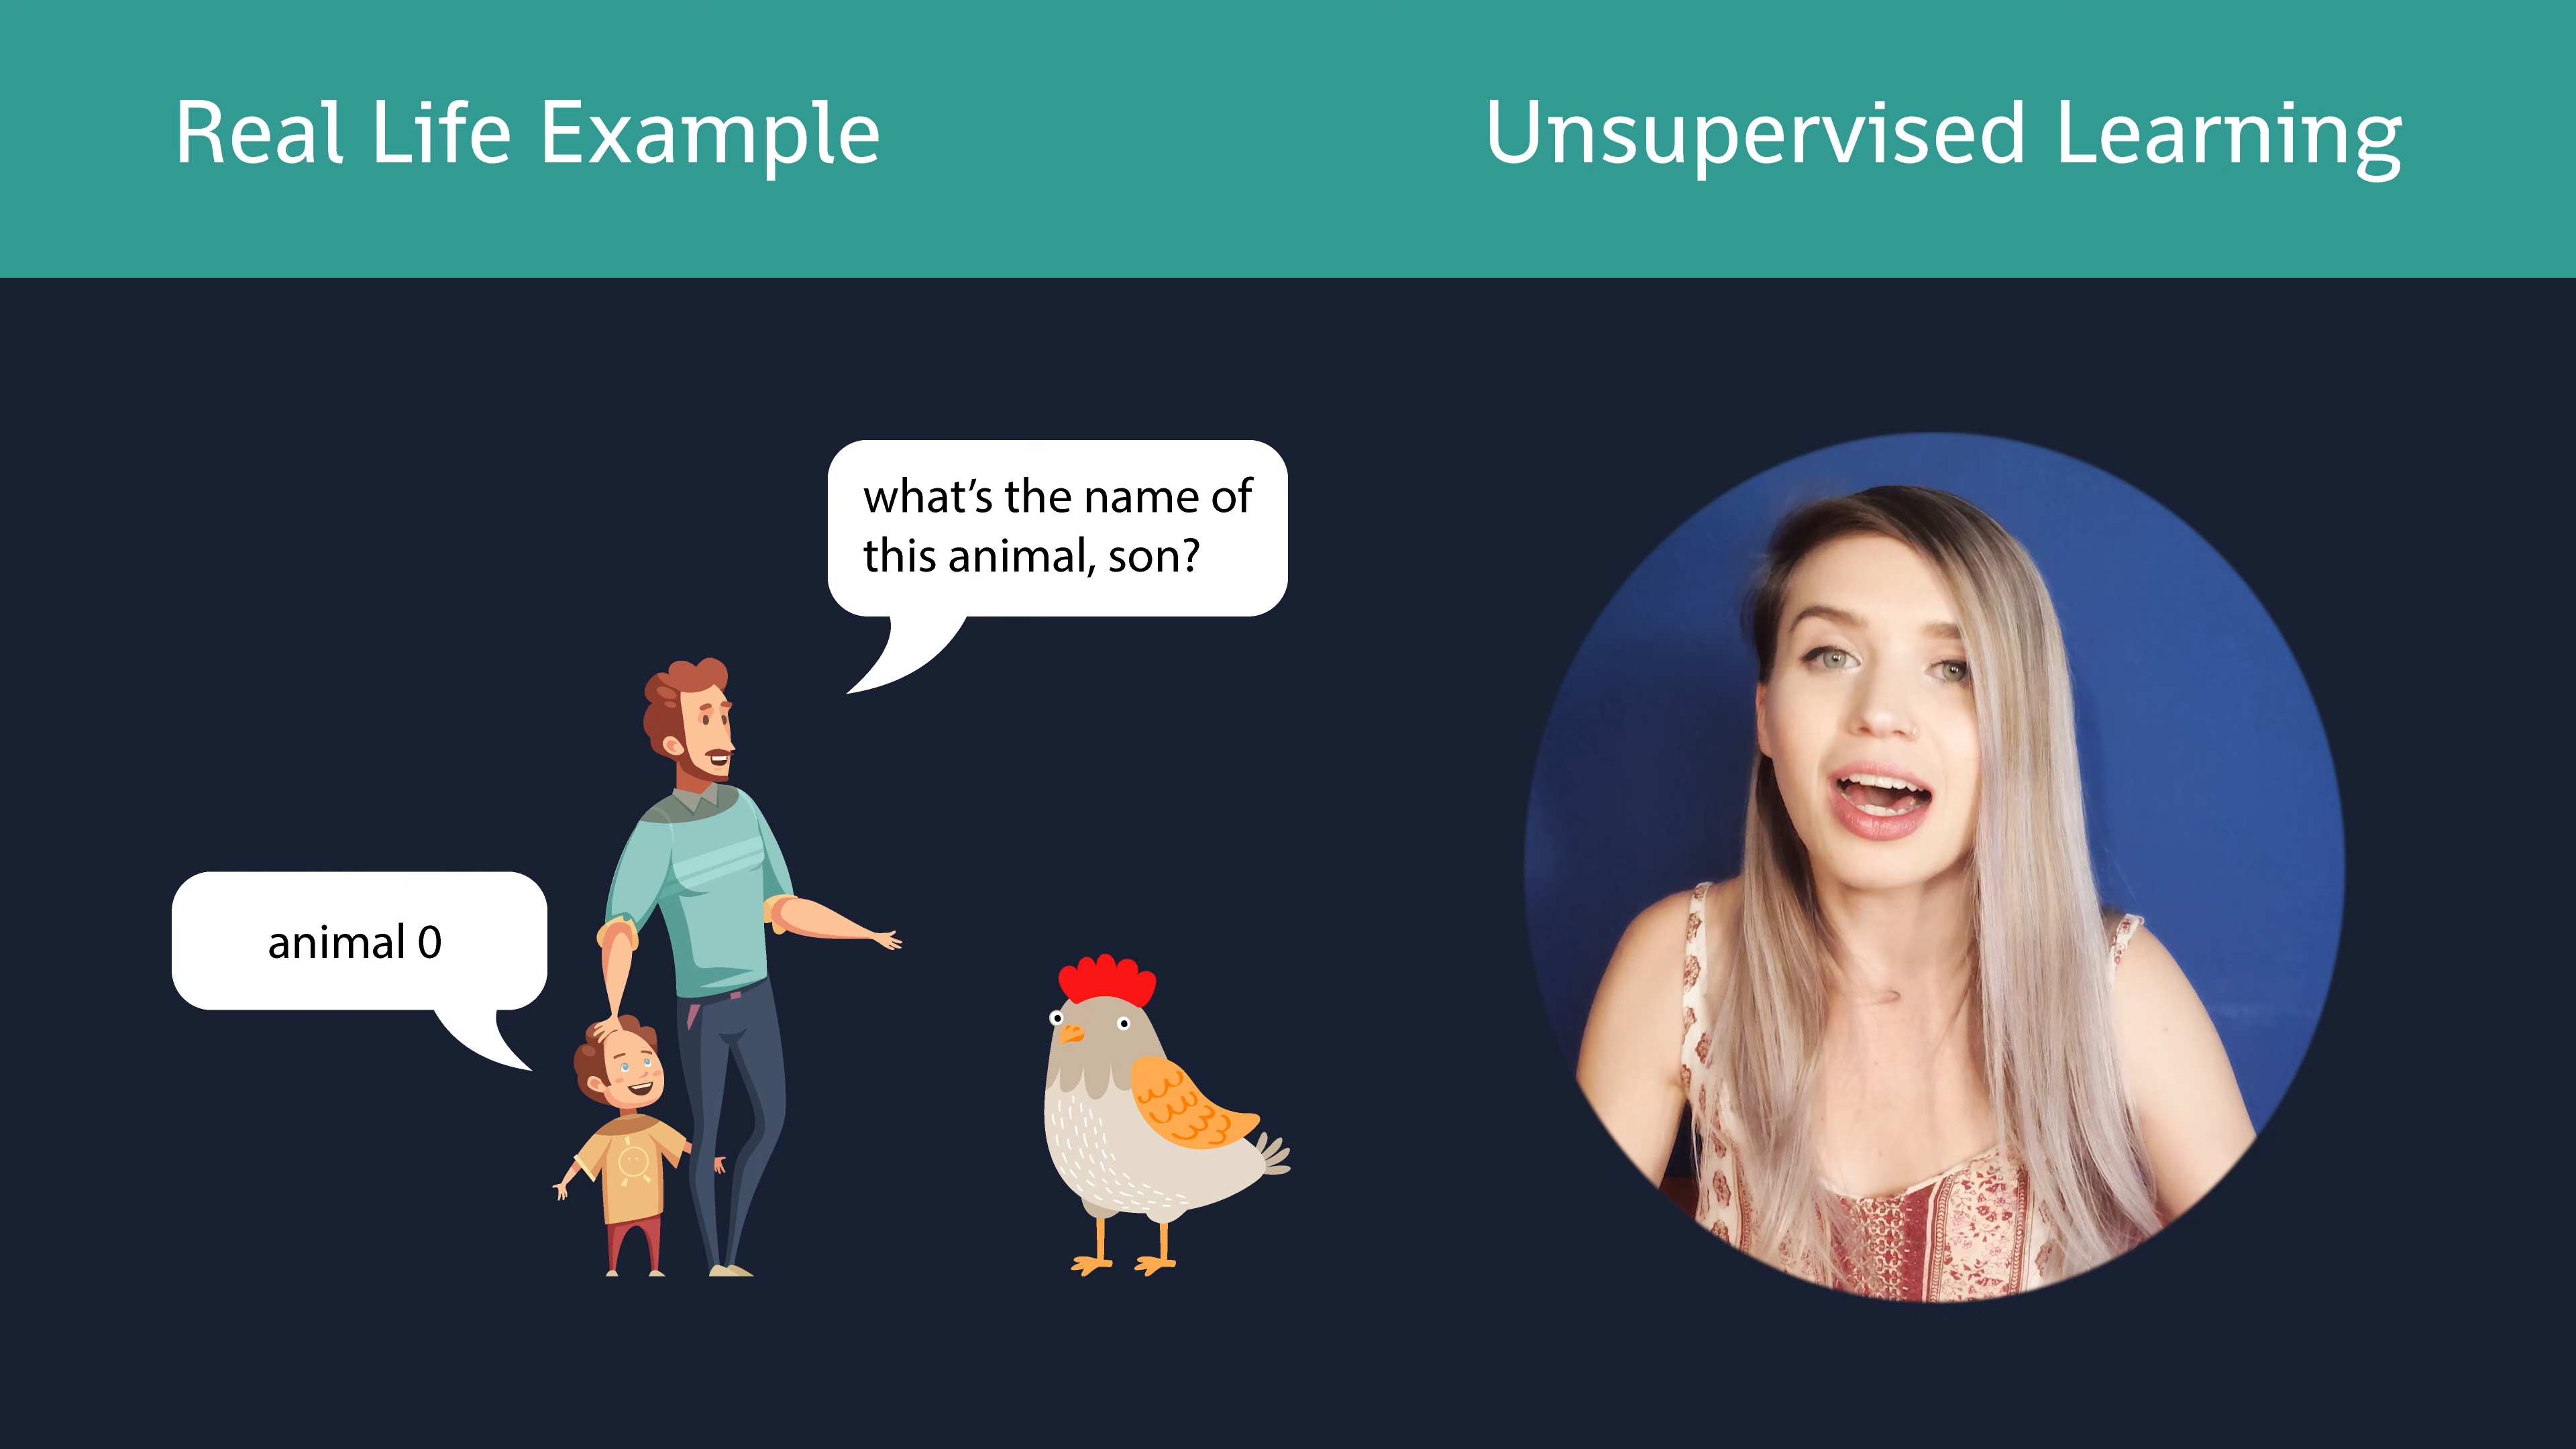 Real Life Example
Unsupervised Learning
what’s the name of
this animal, son?
animal 0